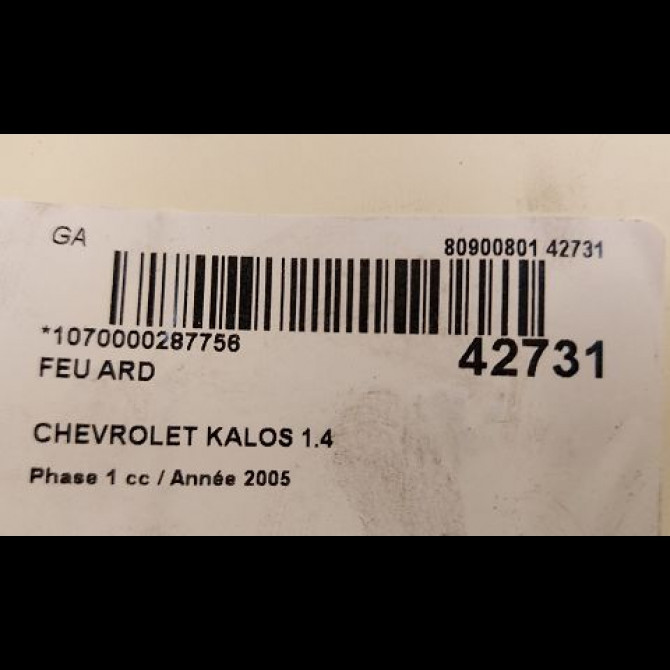 GA
80900801 42731
*1070000287756
42731
FEU ARD
CHEVROLET KALOS 1.4
Phase 1 cc / Année 2005